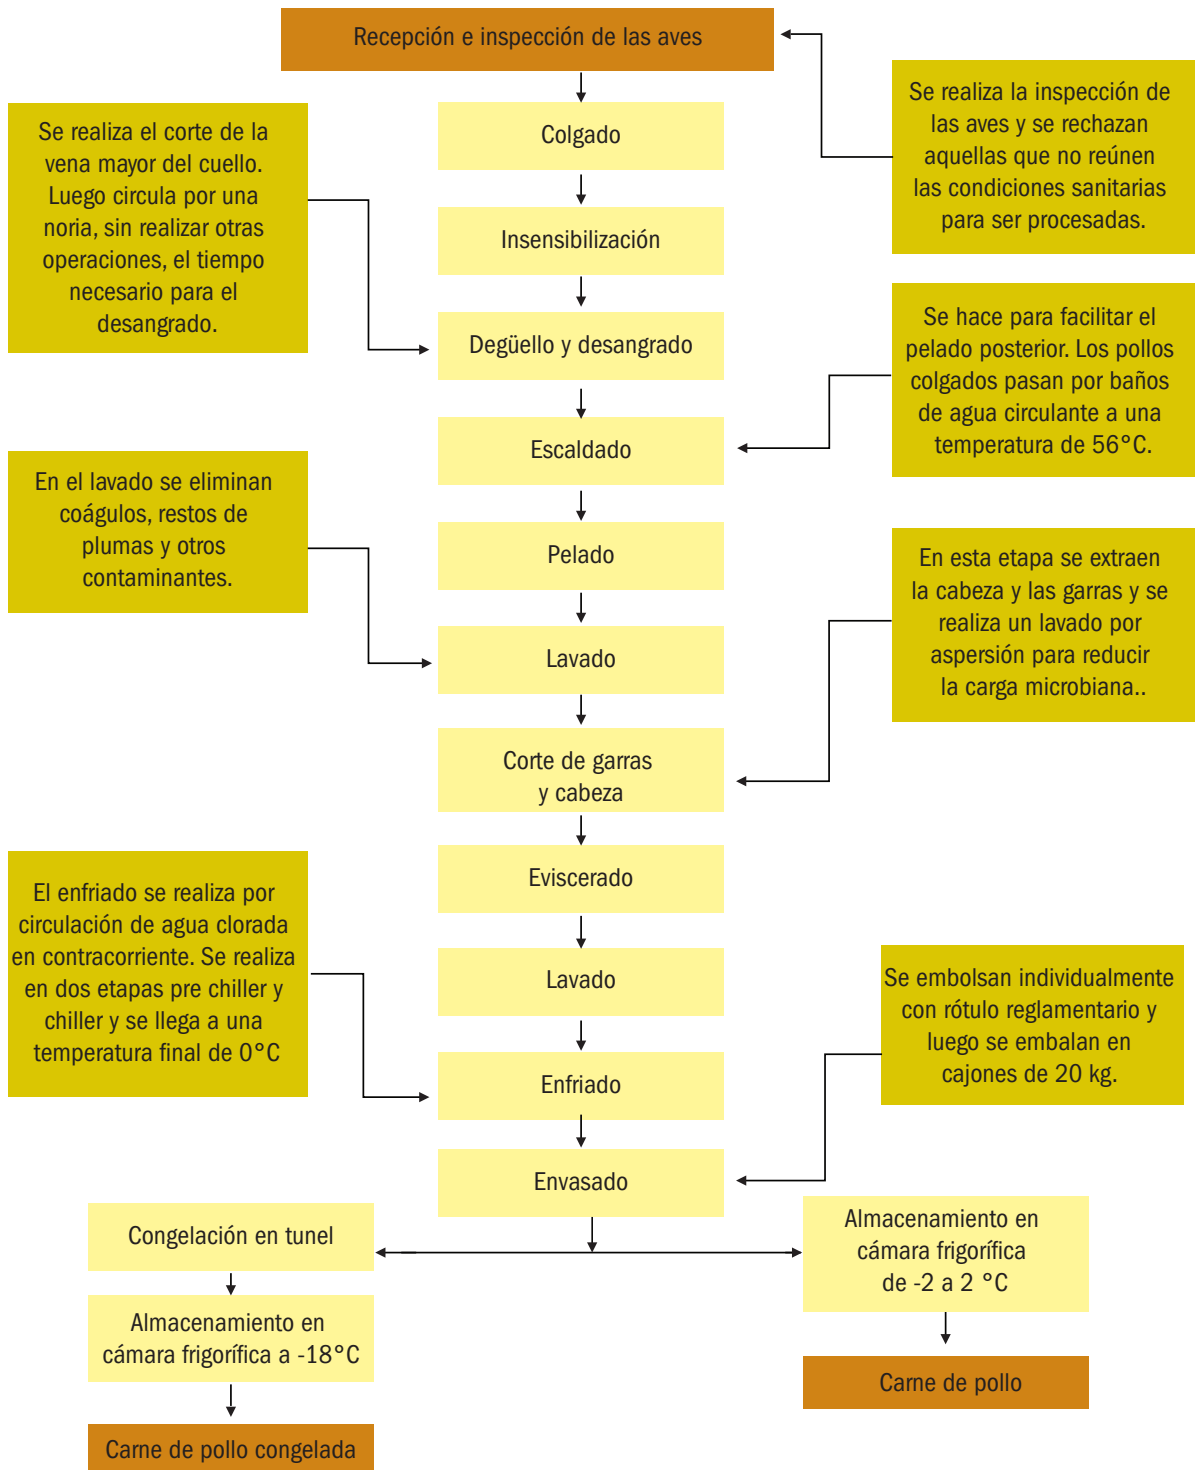 Recepción e inspección de las aves
Se realiza la inspección de
las aves y se rechazan
aquellas que no reúnen
las condiciones sanitarias
para ser procesadas.
Colgado
Se realiza el corte de la
vena mayor del cuello.
Luego circula por una
noria, sin realizar otras
operaciones, el tiempo
necesario para el
desangrado.
Insensibilización
Degüello y desangrado
Se hace para facilitar el
pelado posterior. Los pollos
colgados pasan por baños
de agua circulante a una
temperatura de 56°C.
Escaldado
En el lavado se eliminan
coágulos, restos de
plumas y otros
contaminantes.
Pelado
En esta etapa se extraen
la cabeza y las garras y se
realiza un lavado por
aspersión para reducir
la carga microbiana..
Lavado
Corte de garras
y cabeza
Eviscerado
El enfriado se realiza por
circulación de agua clorada
en contracorriente. Se realiza
en dos etapas pre chiller y
chiller y se llega a una
temperatura final de 0°C
Lavado
Se embolsan individualmente
con rótulo reglamentario y
luego se embalan en
cajones de 20 kg.
Enfriado
Envasado
Congelación en tunel
Almacenamiento en
cámara frigorífica
de -2 a 2 °C
Almacenamiento en
cámara frigorífica a -18°C
Carne de pollo
Carne de pollo congelada